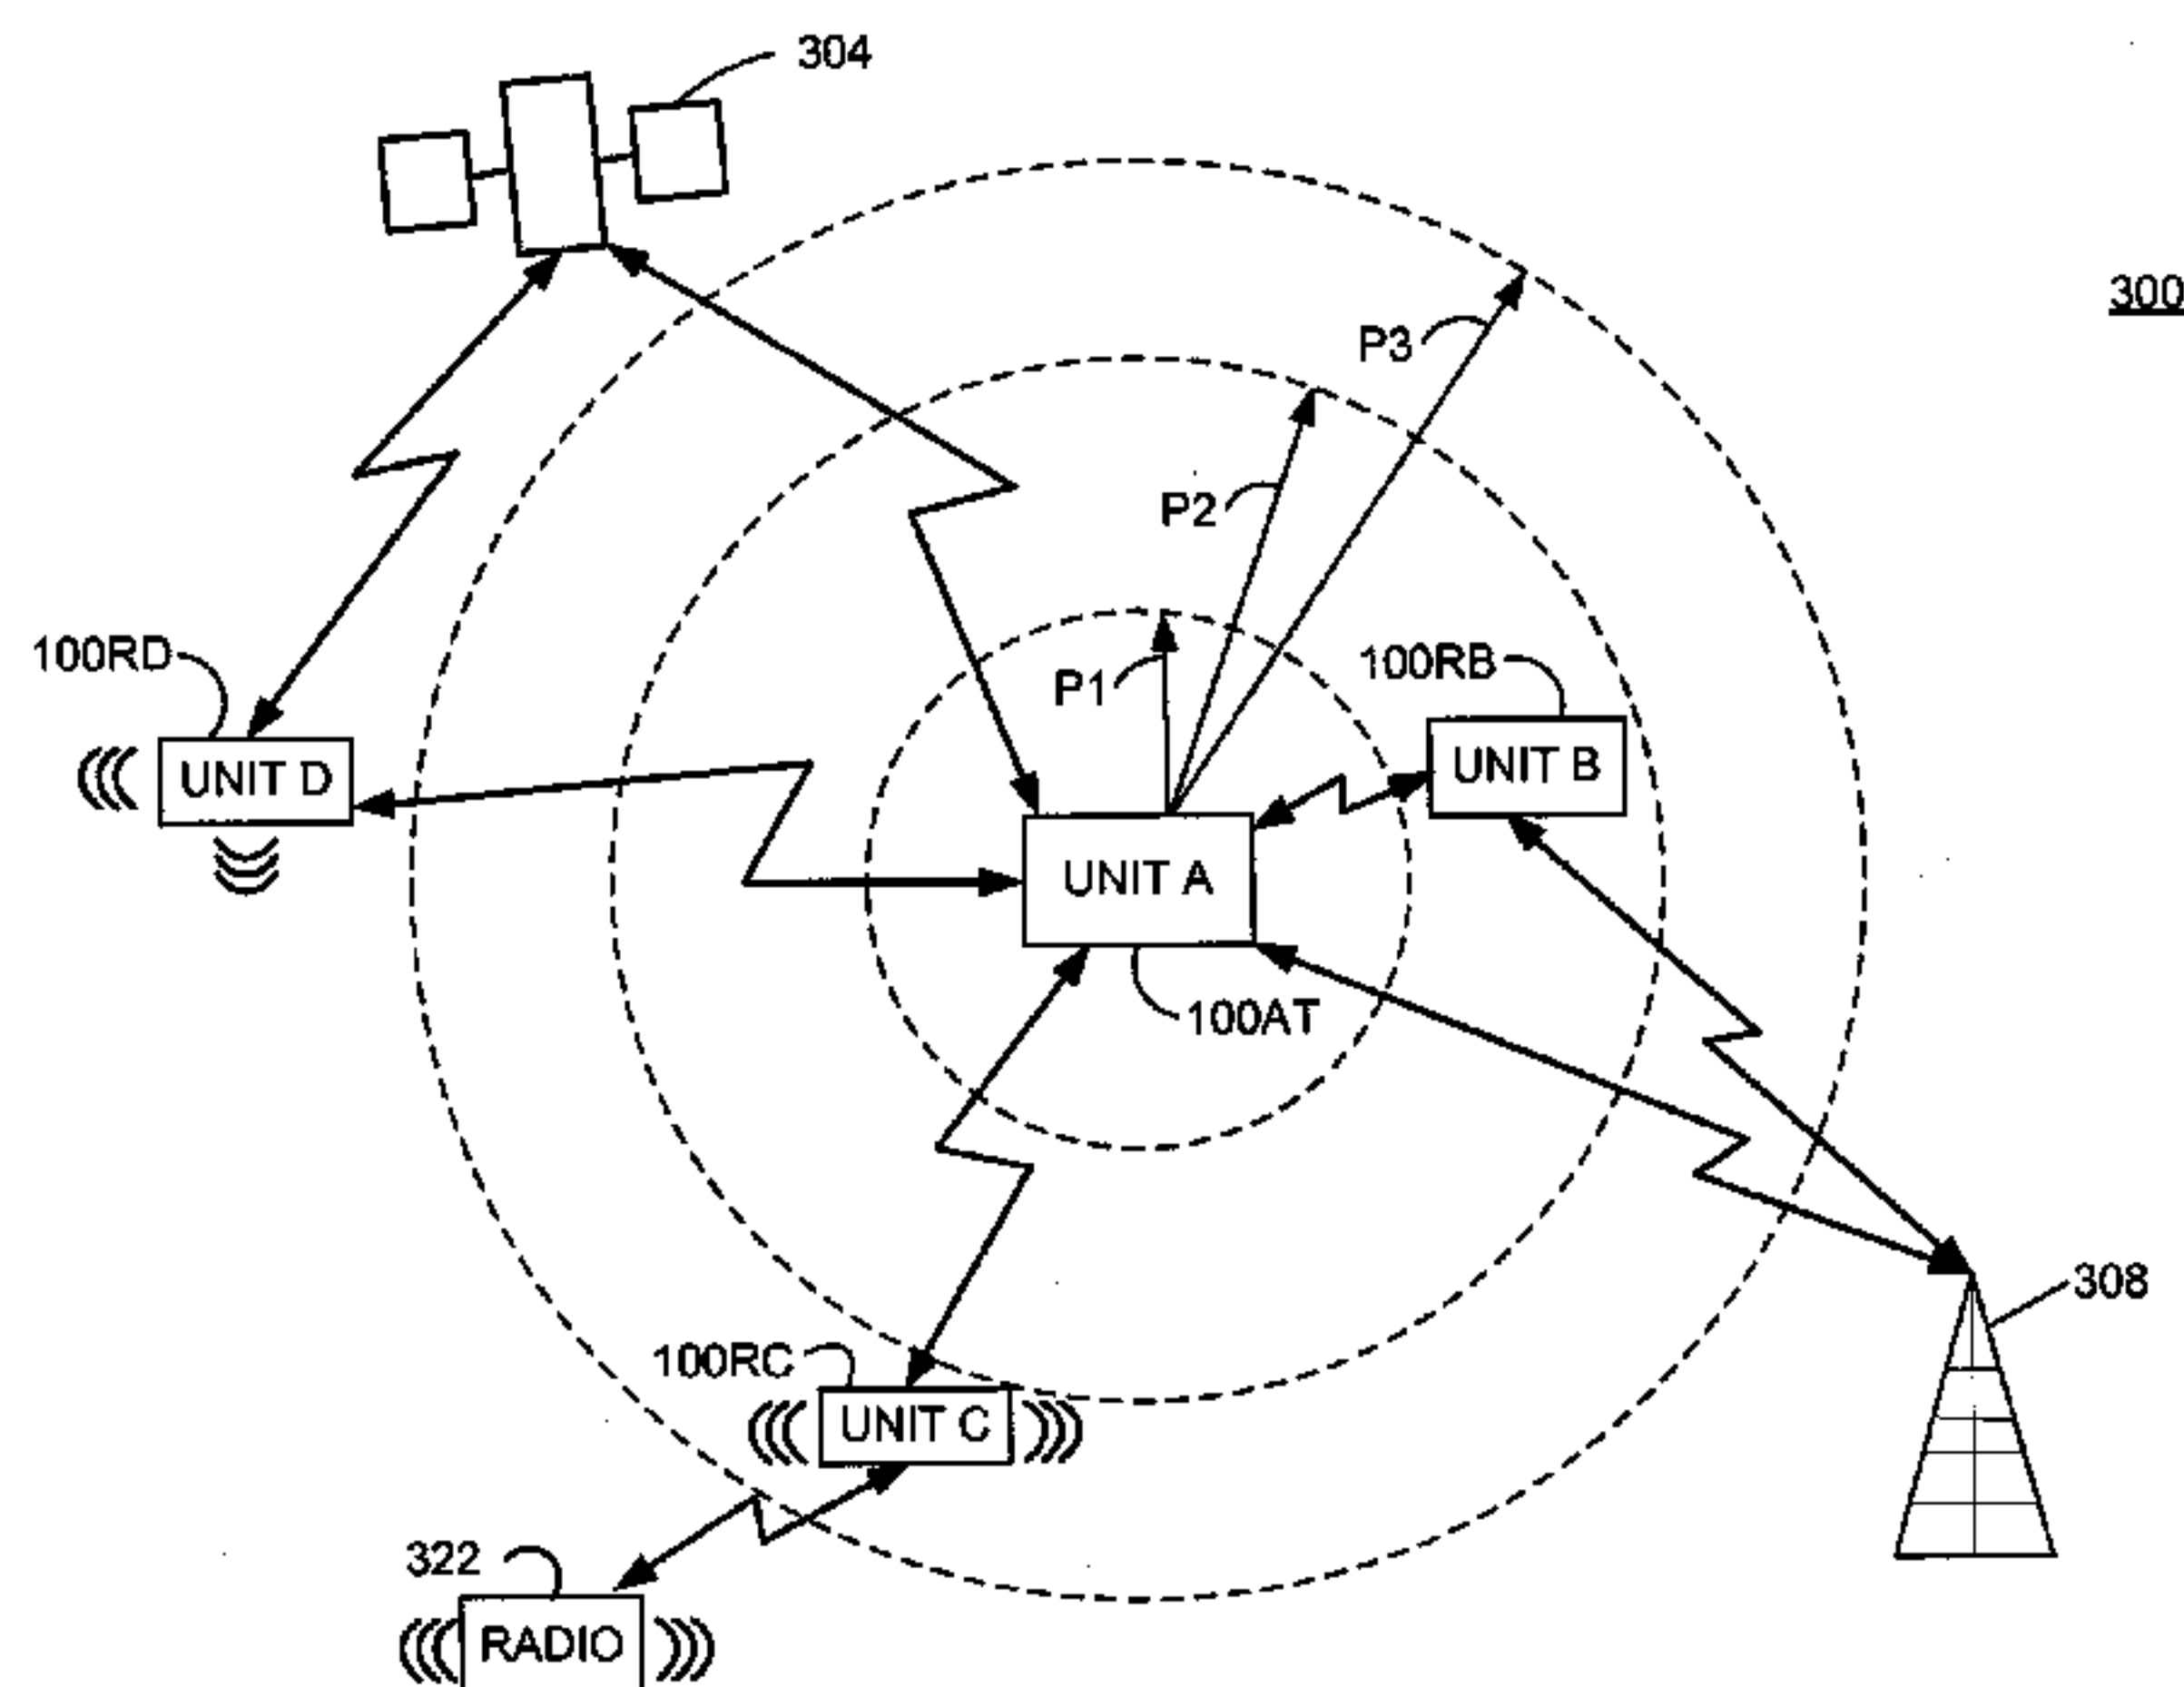 304
300
P3
P2
100RD
P1
100RB
UNIT D
UNIT B
UNIT A
100AT
308
100RC
UNIT C
322
RADIO